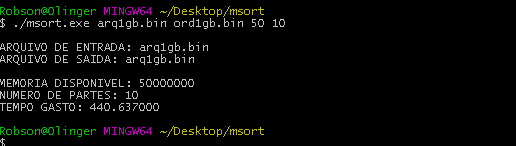 Robson@Olinger MINGW64 ~/Desktop/msort
$ ./msort.exe arq1gb.bin ord1gb.bin 50 10
ARQUIVO DE ENTRADA: arq1gb.bin
ARQUIVO DE SAIDA: arq1gb.bin
MEMORIA DISPONIVEL: 50000000
NUMERO DE PARTES: 10
TEMPO GASTO: 440.637000
Robson@Olinger MINGW64 ~/Desktop/msort
$